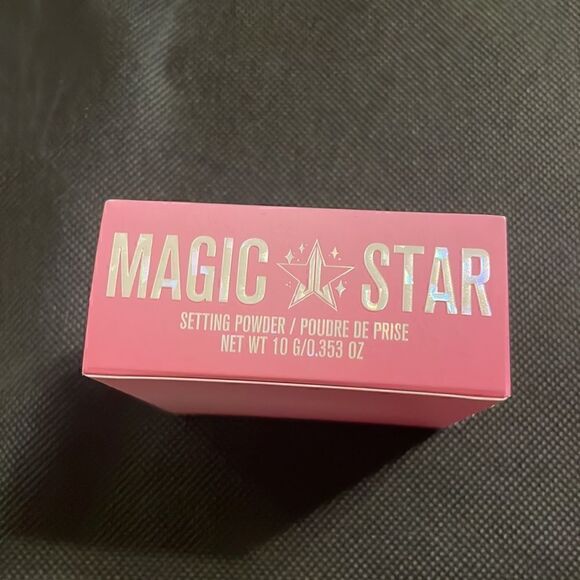 MAGIC STAR
SETTING POWDER / POUDRE DE PRISE
NET WT 10 G/0.353 OZ